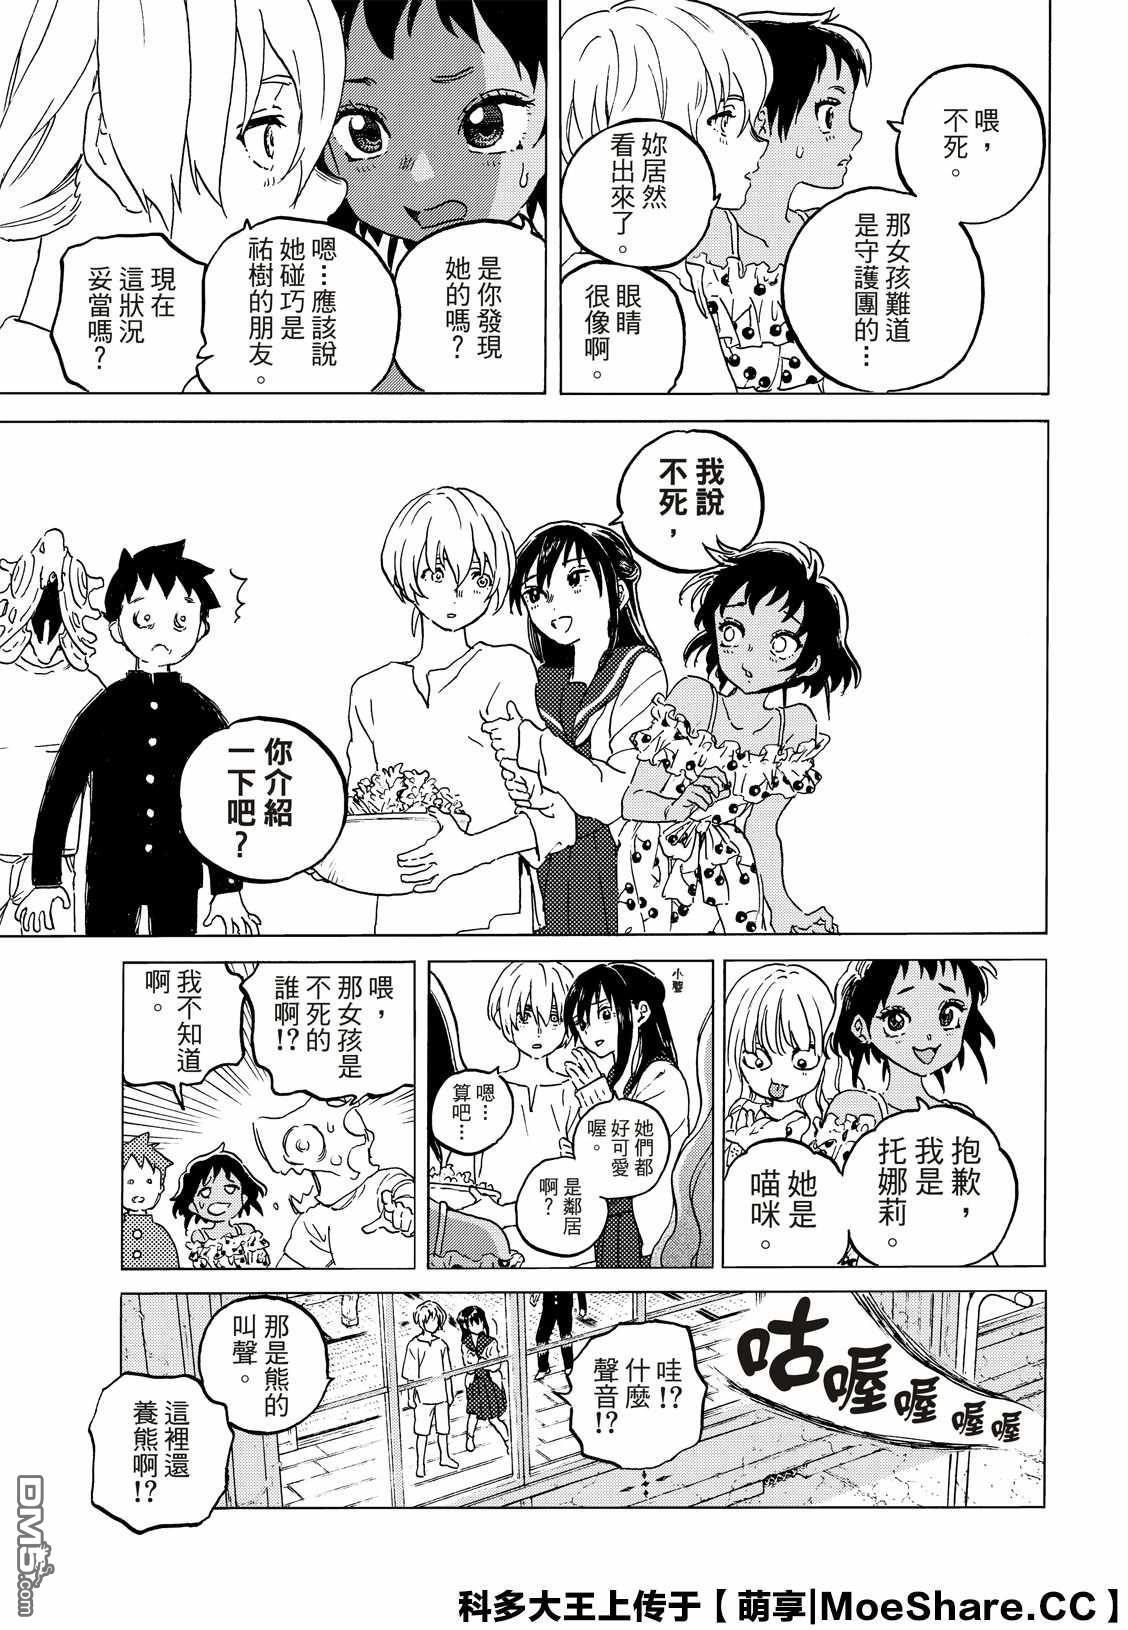 喂，
不死。
那女孩難道
是守護團的…
妳居然
看出來了。
眼睛
很像啊。
是你發現
她的嗎？
嗯…應該說
她碰巧是
祐樹的朋友。
現在
這狀況
妥當嗎？
我說
不死，
你介紹
一下吧？
抱歉，
我是
托娜莉。
她是
喵咪。
小聲
她們都
好可愛
喔。
是鄰居
啊？
嗯…
算吧…
喂，
那女孩是
不死的
誰啊!?
我不知道
啊。
咕喔喔喔喔
哇!?
什麼
聲音!?
那是熊的
叫聲。
這裡還
養熊啊!?
DM5
.com
科多大王上传于【萌享|MoeShare.CC】